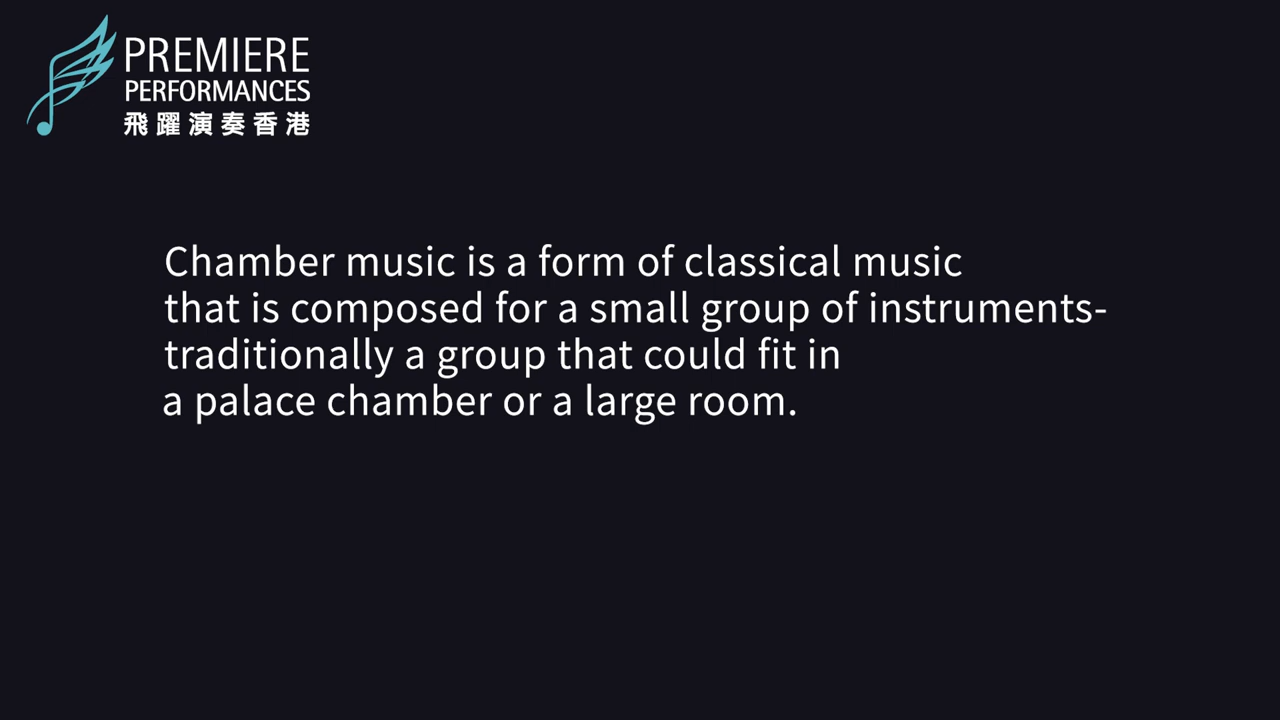 PREMIERE
PERFORMANCES
飛躍演奏香港
Chamber music is a form of classical music
that is composed for a small group of instruments-
traditionally a group that could fit in
a palace chamber or a large room.